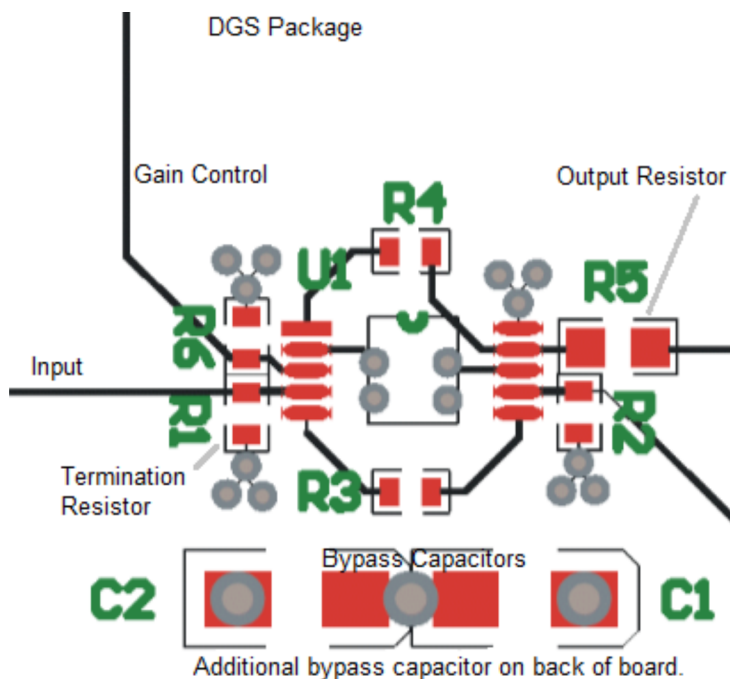 DGS Package
Gain Control
Output Resistor
R4
U1
R5
R6
Input
R1
R2
Termination
Resistor
R3
Bypass Capacitors
C2
C1
Additional bypass capacitor on back of board.